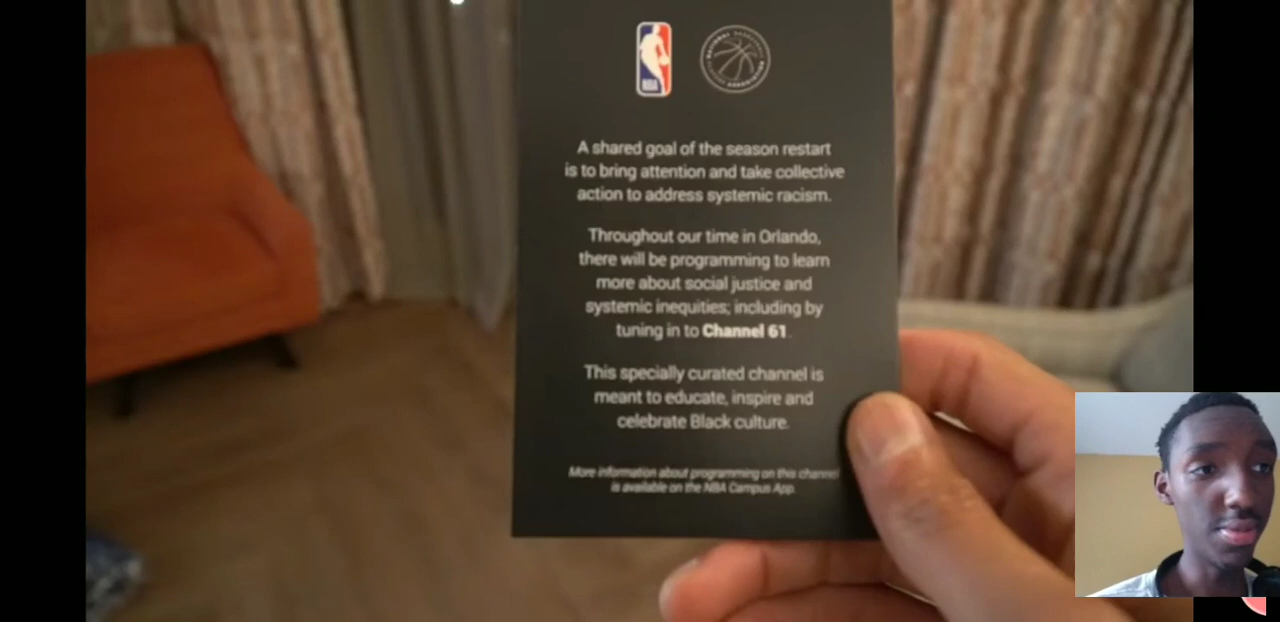 NBA
A shared goal of the season restart
is to bring attention and take collective
action to address systemic racism.
Throughout our time in Orlando,
there will be programming to learn
more about social justice and
systemic inequities; including by
tuning in to Channel 61.
This specially curated channel is
meant to educate, inspire and
celebrate Black culture.
More information about programming on this channel
is available on the NBA Campus App.